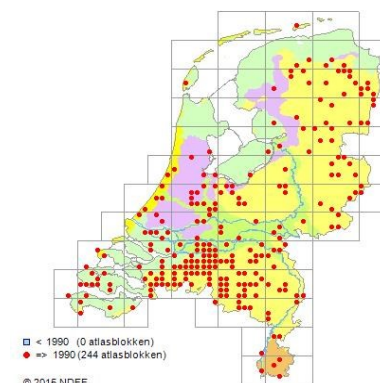 < 1990 (0 atlasblokken)
=> 1990 (244 atlasblokken)
© 2015 NDFF